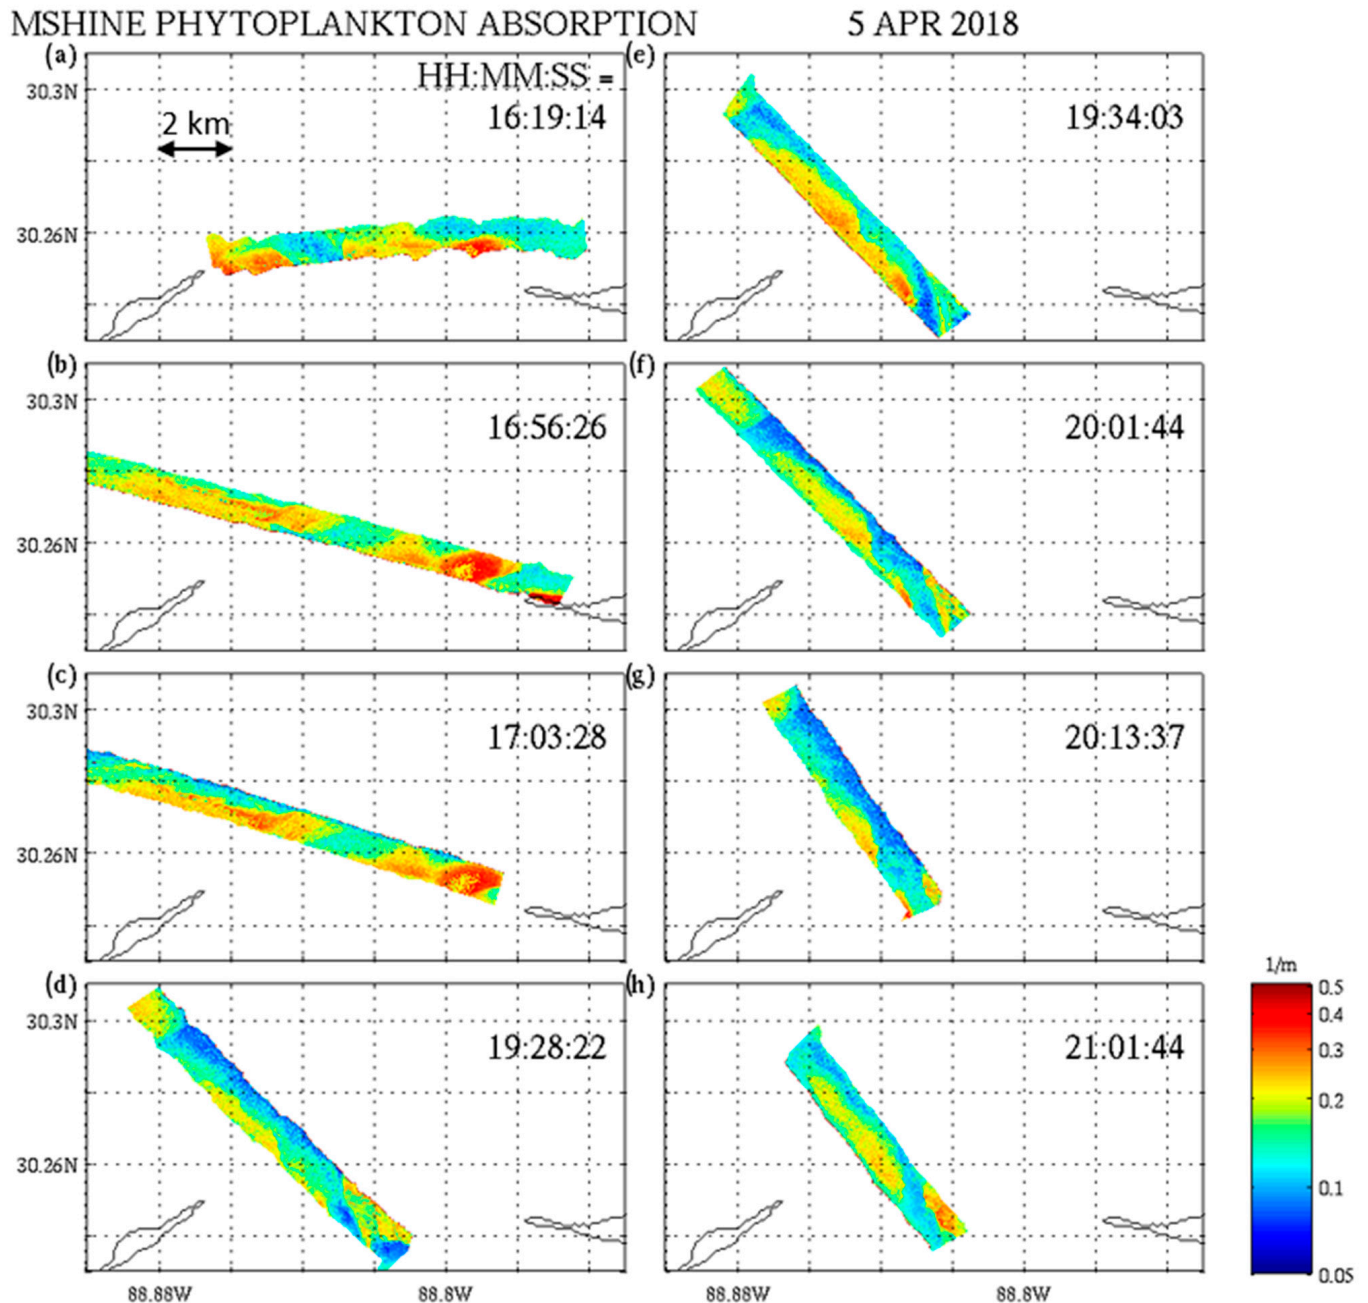 MSHINE PHYTOPLANKTON ABSORPTION 5 APR 2018
(a) (e)
HH:MM:SS =
30.3N
16:19:14 19:34:03
2 km
30.26N
(b) (f)
30.3N
16:56:26 20:01:44
30.26N
(c) (g)
30.3N
17:03:28 20:13:37
30.26N
1/m
(d) (h)
0.5
0.4
30.3N
16:28:22 21:01:44
0.3
0.2
30.26N
0.1
0.05
88.88W 88.8W 88.88W 88.8W